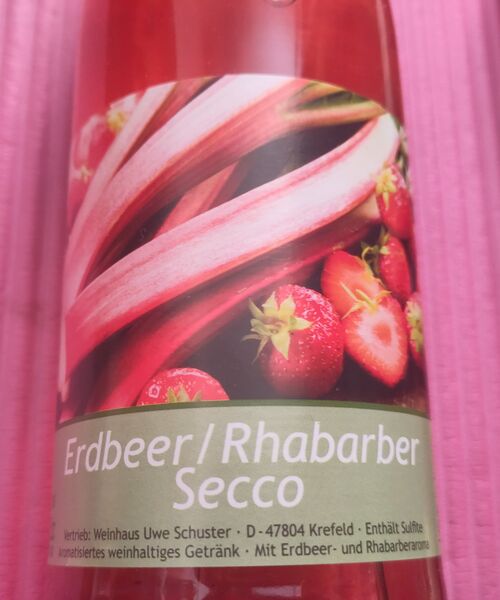 Erdbeer/Rhabarber
Secco
Vertrieb: Weinhaus Uwe Schuster · D-47804 Krefeld · Enthält Sulfite
Aromatisiertes weinhaltiges Getränk · Mit Erdbeer- und Rhabarberaroma